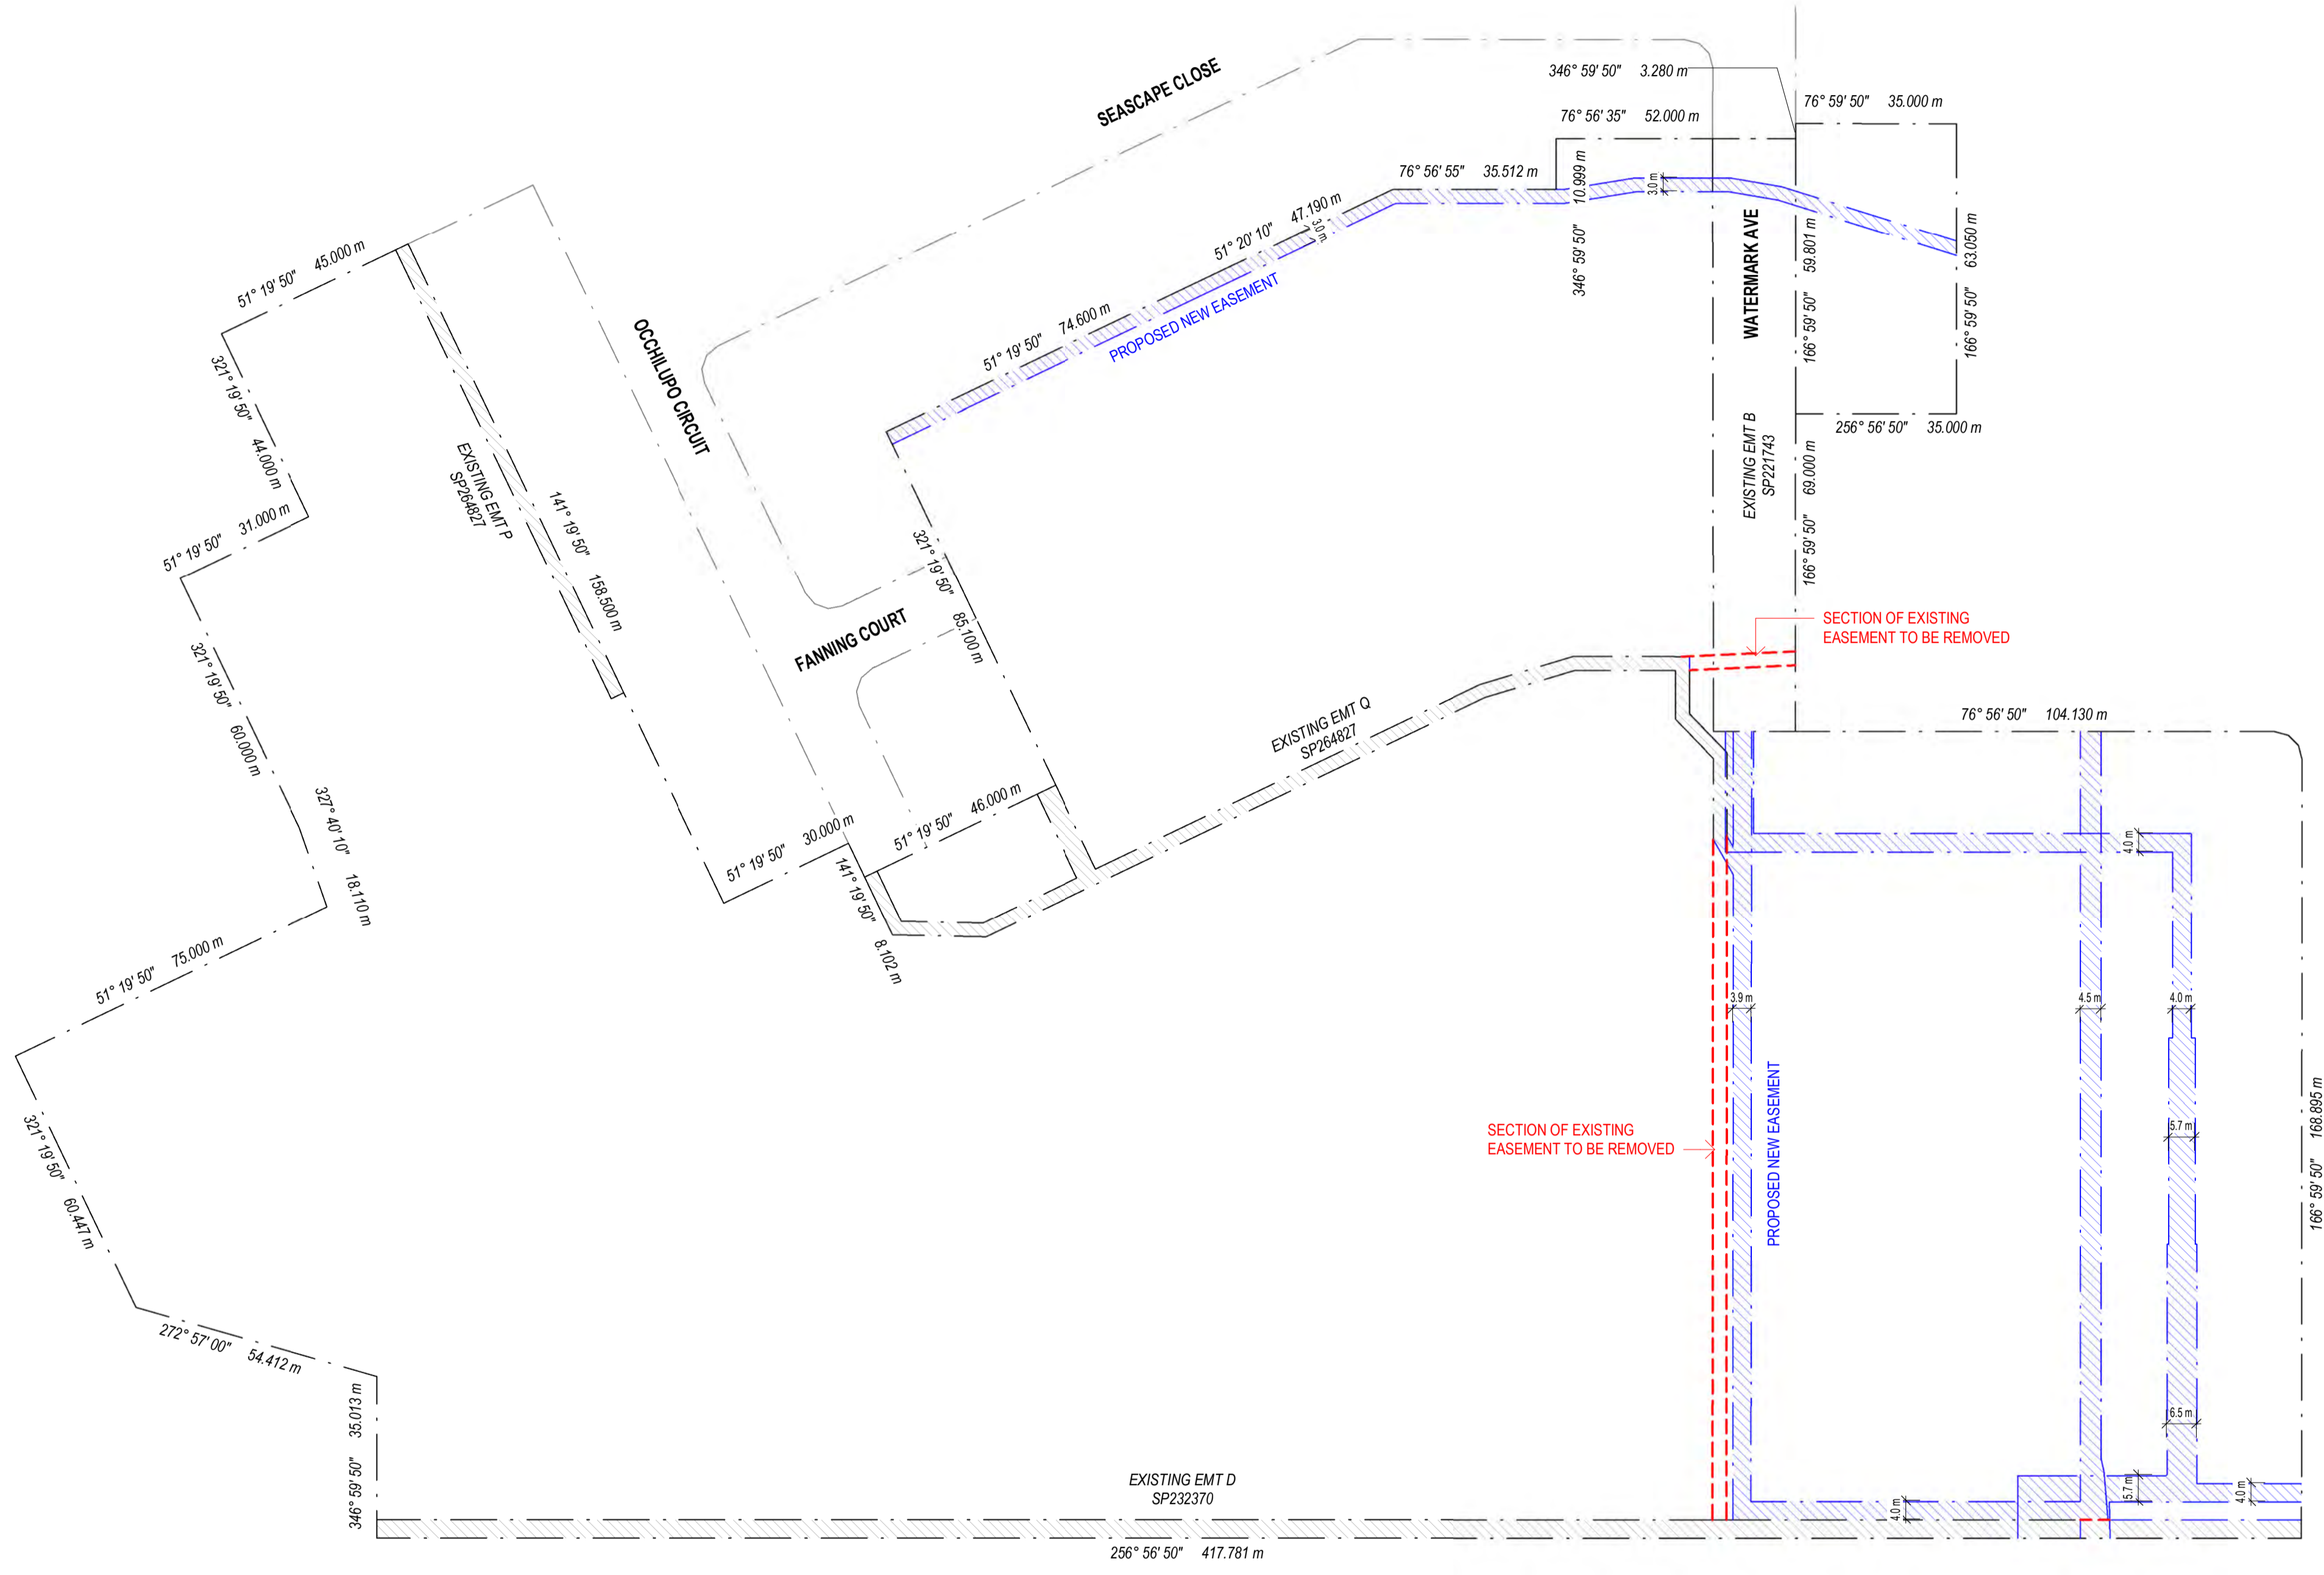 SEASCAPE CLOSE
346° 59' 50" 3.280 m
76° 59' 50" 35.000 m
76° 56' 35" 52.000 m
76° 56' 55" 35.512 m
346° 59' 50" 10.999 m
3.0 m
51° 20' 10" 47.190 m
3.0 m
WATERMARK AVE
166° 59' 50" 59.801 m
166° 59' 50" 63.050 m
51° 19' 50" 45.000 m
51° 19' 50" 74.600 m
PROPOSED NEW EASEMENT
OCCHILUPO CIRCUIT
321° 19' 50" 44.000 m
256° 56' 50" 35.000 m
EXISTING EMT B
SP221743
166° 59' 50" 69.000 m
EXISTING EMT P
SP264827
141° 19' 50" 158.500 m
51° 19' 50" 31.000 m
321° 19' 50" 85.100 m
FANNING COURT
SECTION OF EXISTING
EASEMENT TO BE REMOVED
321° 19' 50" 60.000 m
EXISTING EMT Q
SP264827
76° 56' 50" 104.130 m
327° 40' 10" 18.110 m
51° 19' 50" 30.000 m
51° 19' 50" 46.000 m
141° 19' 50" 8.102 m
4.0 m
51° 19' 50" 75.000 m
3.9 m
4.5 m
4.0 m
321° 19' 50" 60.447 m
SECTION OF EXISTING
EASEMENT TO BE REMOVED
PROPOSED NEW EASEMENT
5.7 m
166° 59' 50" 168.895 m
272° 57' 00" 54.412 m
346° 59' 50" 35.013 m
6.5 m
EXISTING EMT D
SP232370
4.0 m
5.7 m
4.0 m
256° 56' 50" 417.781 m